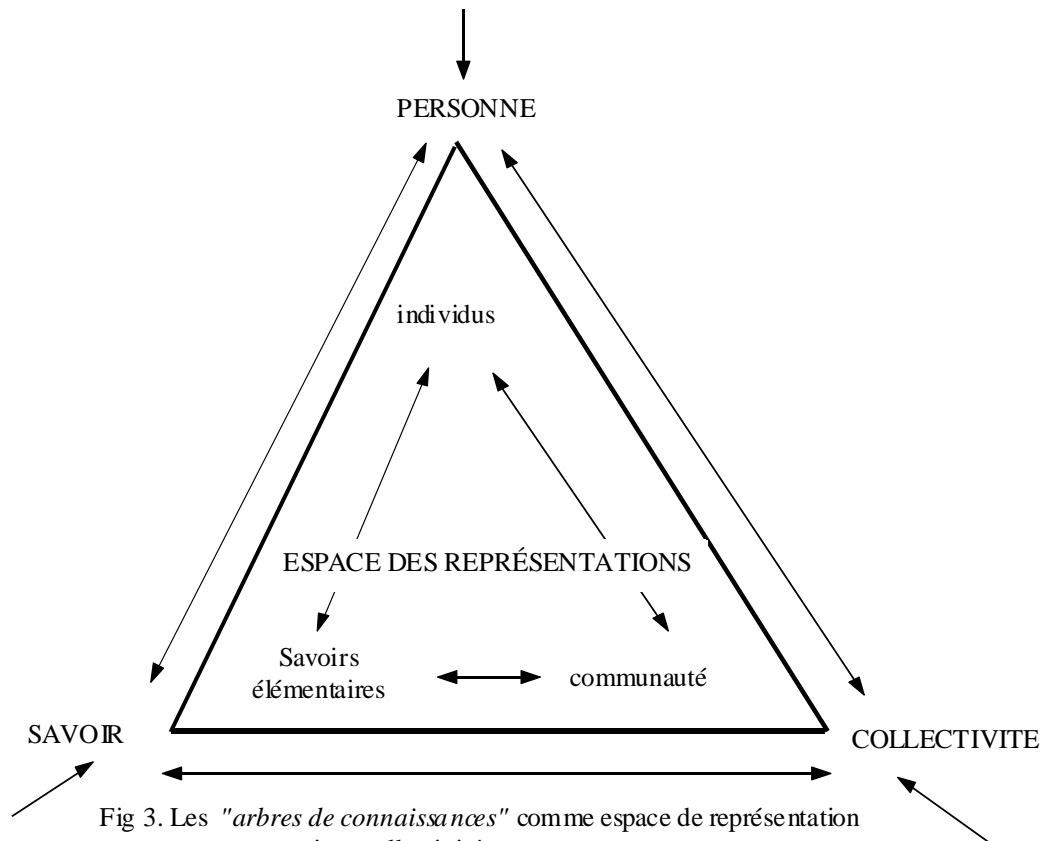 PERSONNE
individus
ESPACE DES REPRÉSENTATIONS
Savoirs
élémentaires
communauté
SAVOIR
COLLECTIVITE
Fig 3. Les "arbres de connaissances" comme espace de représentation